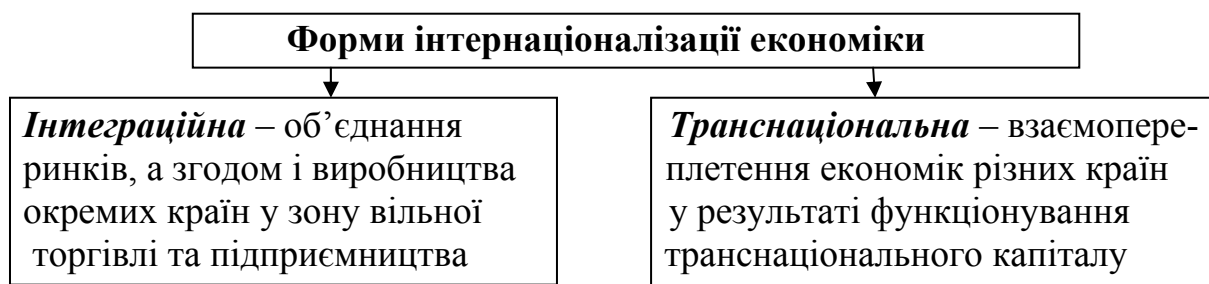 Форми інтернаціоналізації економіки
Інтеграційна – об’єднання
ринків, а згодом і виробництва
окремих країн у зону вільної
торгівлі та підприємництва
Транснаціональна – взаємопере-
плетення економік різних країн
у результаті функціонування
транснаціонального капіталу